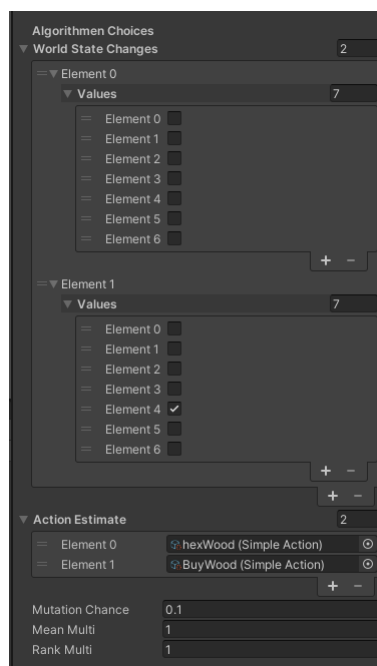 Algorithmen Choices
World State Changes 2
Element 0
Values 7
Element 0
Element 1
Element 2
Element 3
Element 4
Element 5
Element 6
+ −
Element 1
Values 7
Element 0
Element 1
Element 2
Element 3
Element 4
Element 5
Element 6
+ −
+ −
Action Estimate 2
Element 0 hexWood (Simple Action)
Element 1 BuyWood (Simple Action)
+ −
Mutation Chance 0.1
Mean Multi 1
Rank Multi 1